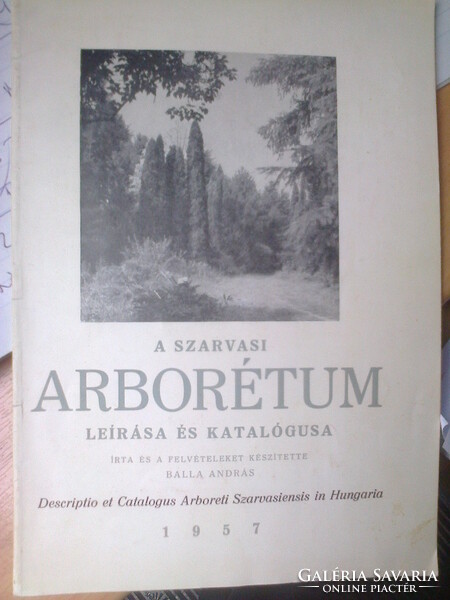 A SZARVASI
ARBORÉTUM
LEÍRÁSA ÉS KATALÓGUSA
ÍRTA ÉS A FELVÉTELEKET KÉSZÍTETTE
BALLA ANDRÁS
Descriptio et Catalogus Arboreti Szarvasiensis in Hungaria
1957
GALÉRIA SAVARIA
ONLINE PIACTÉR